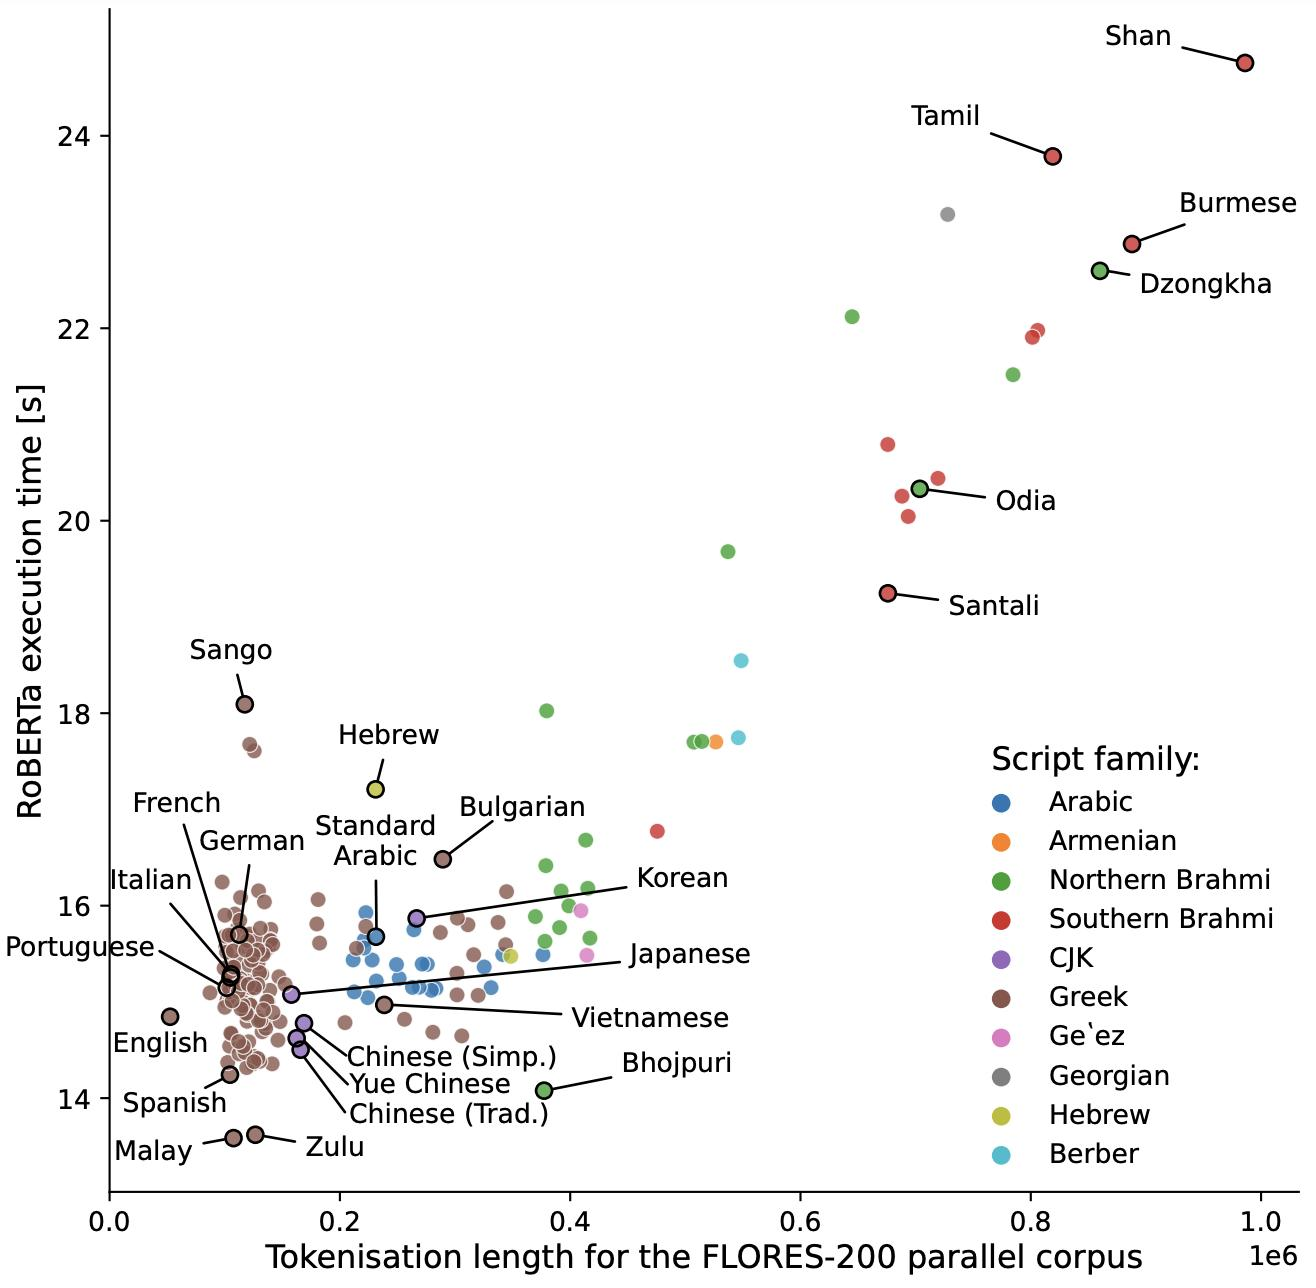 Shan
Tamil
24
Burmese
Dzongkha
22
RoBERTa execution time [s]
20
Odia
Santali
Sango
18
Hebrew
Script family:
French
Bulgarian
Arabic
German
Standard
Arabic
Armenian
Italian
Korean
Northern Brahmi
16
Southern Brahmi
Portuguese
Japanese
CJK
Greek
Vietnamese
English
Ge‛ez
Chinese (Simp.)
Bhojpuri
Georgian
Yue Chinese
14
Spanish
Chinese (Trad.)
Hebrew
Malay
Zulu
Berber
0.0 0.2 0.4 0.6 0.8 1.0
Tokenisation length for the FLORES-200 parallel corpus
1e6